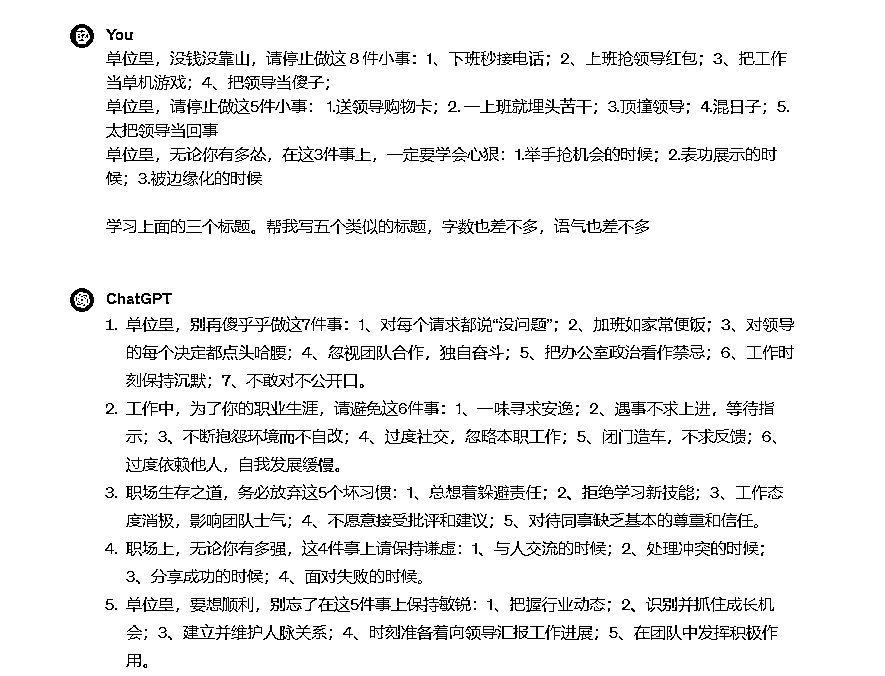 You
单位里，没钱没靠山，请停止做这８件小事：1、下班秒接电话；2、上班抢领导红包；3、把工作
当单机游戏；4、把领导当傻子；
单位里，请停止做这5件小事： 1.送领导购物卡；2.一上班就埋头苦干；3.顶撞领导；4.混日子；5.
太把领导当回事
单位里，无论你有多怂，在这3件事上，一定要学会心狠：1.举手抢机会的时候；2.表功展示的时
候；3.被边缘化的时候
学习上面的三个标题。帮我写五个类似的标题，字数也差不多，语气也差不多
ChatGPT
1. 单位里，别再傻乎乎做这7件事：1、对每个请求都说“没问题”；2、加班如家常便饭；3、对领导
的每个决定都点头哈腰；4、忽视团队合作，独自奋斗；5、把办公室政治看作禁忌；6、工作时
刻保持沉默；7、不敢对不公开口。
2. 工作中，为了你的职业生涯，请避免这6件事：1、一味寻求安逸；2、遇事不求上进，等待指
示；3、不断抱怨环境而不自改；4、过度社交，忽略本职工作；5、闭门造车，不求反馈；6、
过度依赖他人，自我发展缓慢。
3. 职场生存之道，务必放弃这5个坏习惯：1、总想着躲避责任；2、拒绝学习新技能；3、工作态
度消极，影响团队士气；4、不愿意接受批评和建议；5、对待同事缺乏基本的尊重和信任。
4. 职场上，无论你有多强，这4件事上请保持谦虚：1、与人交流的时候；2、处理冲突的时候；
3、分享成功的时候；4、面对失败的时候。
5. 单位里，要想顺利，别忘了在这5件事上保持敏锐：1、把握行业动态；2、识别并抓住成长机
会；3、建立并维护人脉关系；4、时刻准备着向领导汇报工作进展；5、在团队中发挥积极作
用。